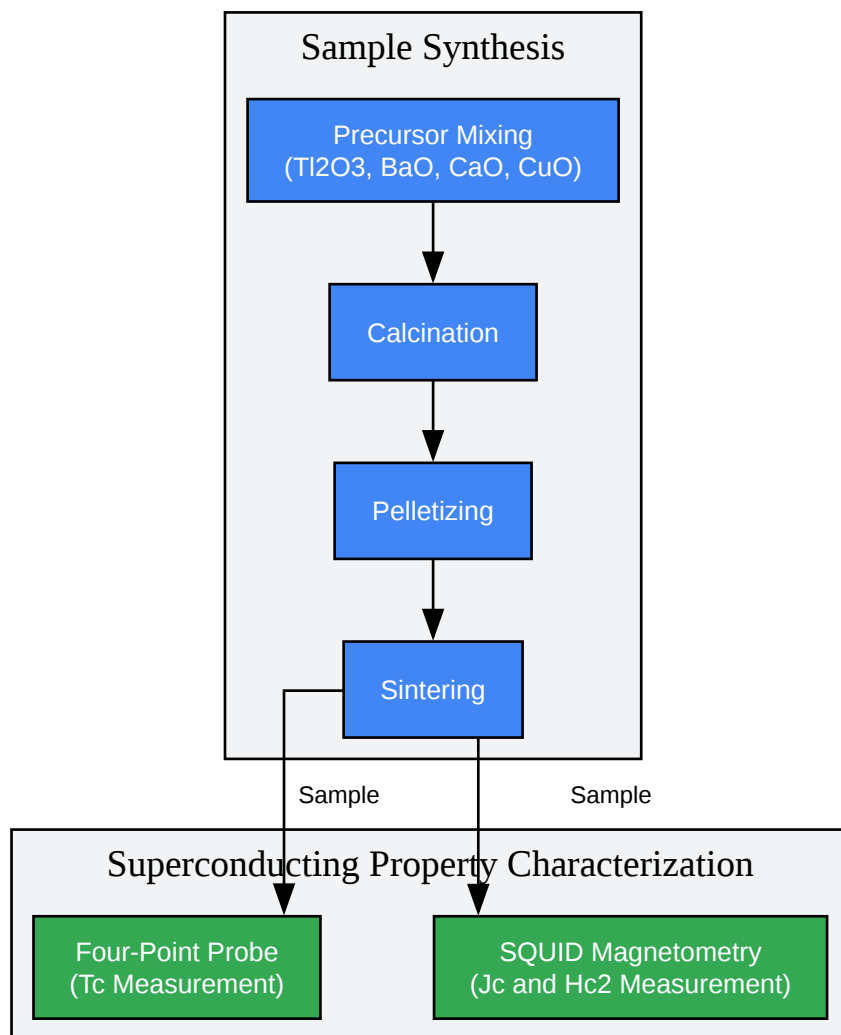 Sample Synthesis
Precursor Mixing
(Tl2O3, BaO, CaO, CuO)
Calcination
Pelletizing
Sintering
Sample
Sample
Superconducting Property Characterization
Four-Point Probe
(Tc Measurement)
SQUID Magnetometry
(Jc and Hc2 Measurement)